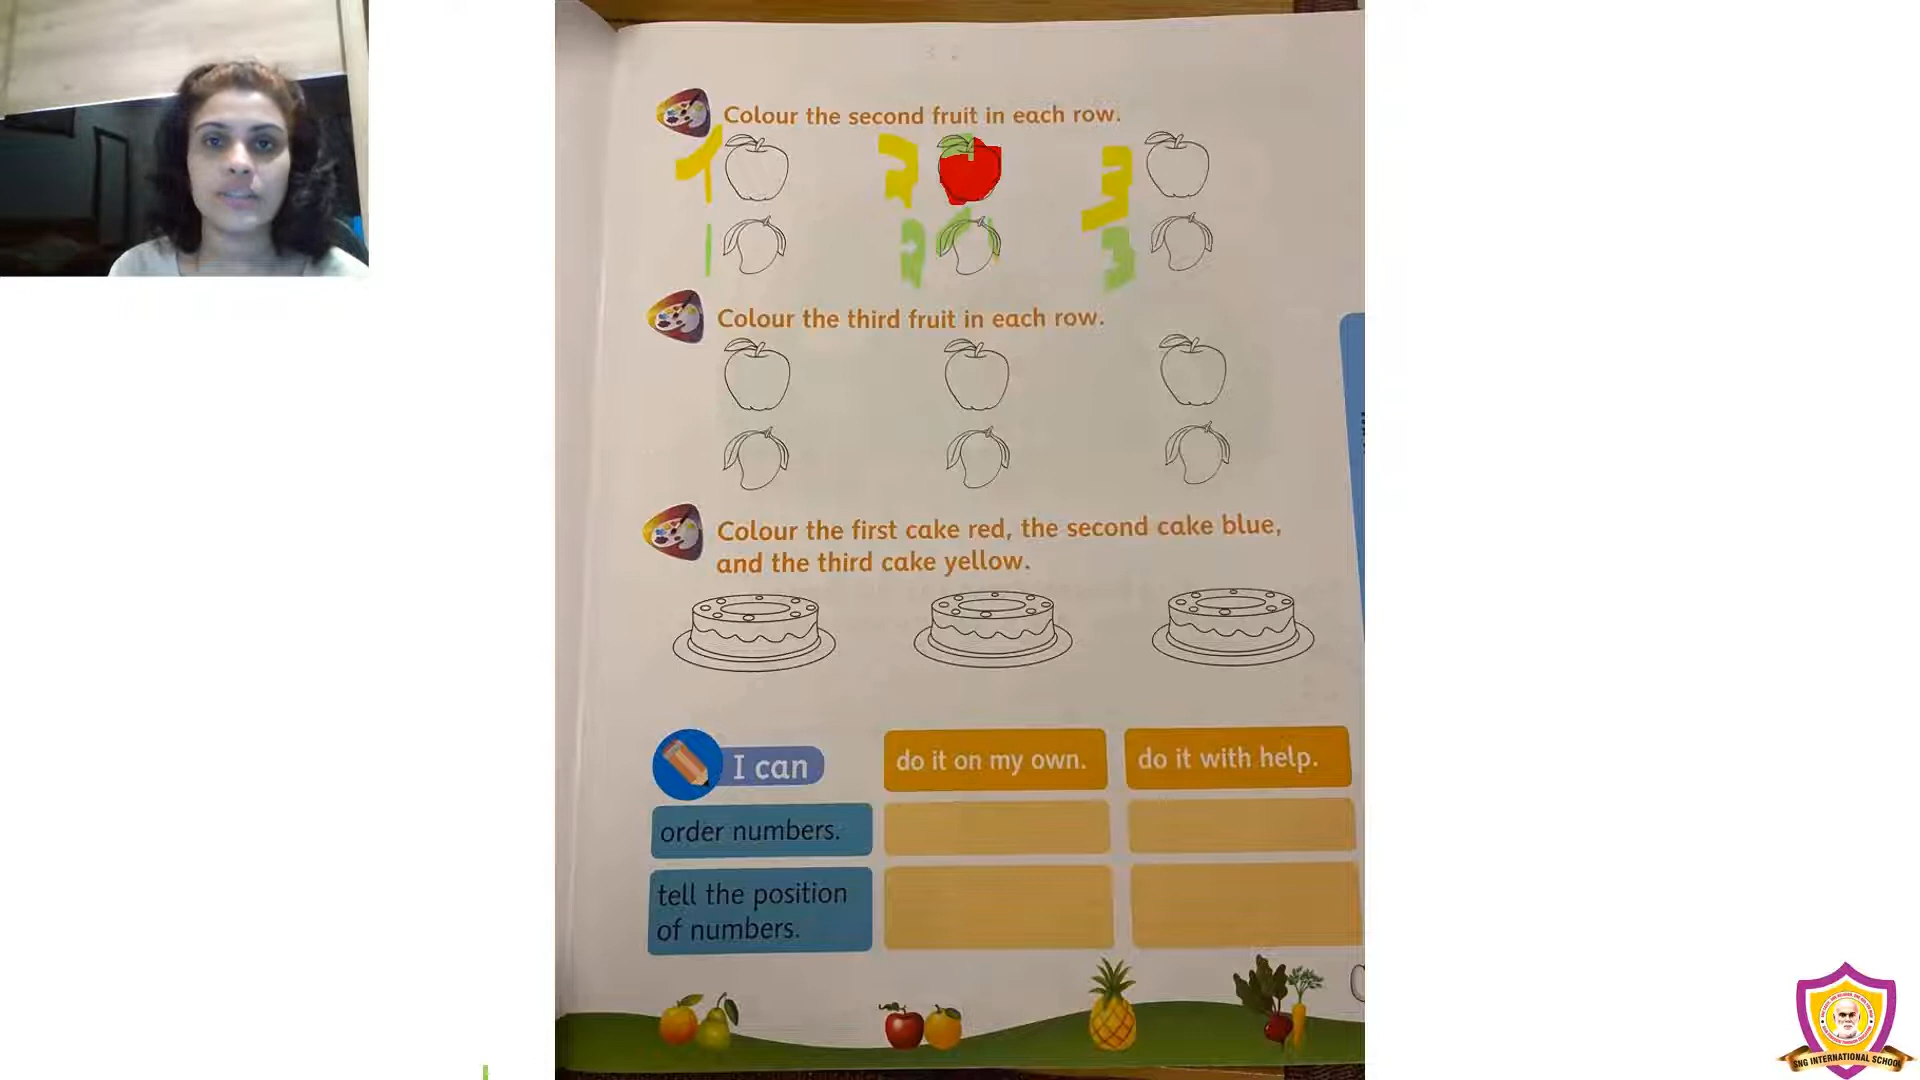 Colour the second fruit in each row.
1 2 3
1 2 3
Colour the third fruit in each row.
Colour the first cake red, the second cake blue,
and the third cake yellow.
I can do it on my own. do it with help.
order numbers.
tell the position
of numbers.
SNG INTERNATIONAL SCHOOL